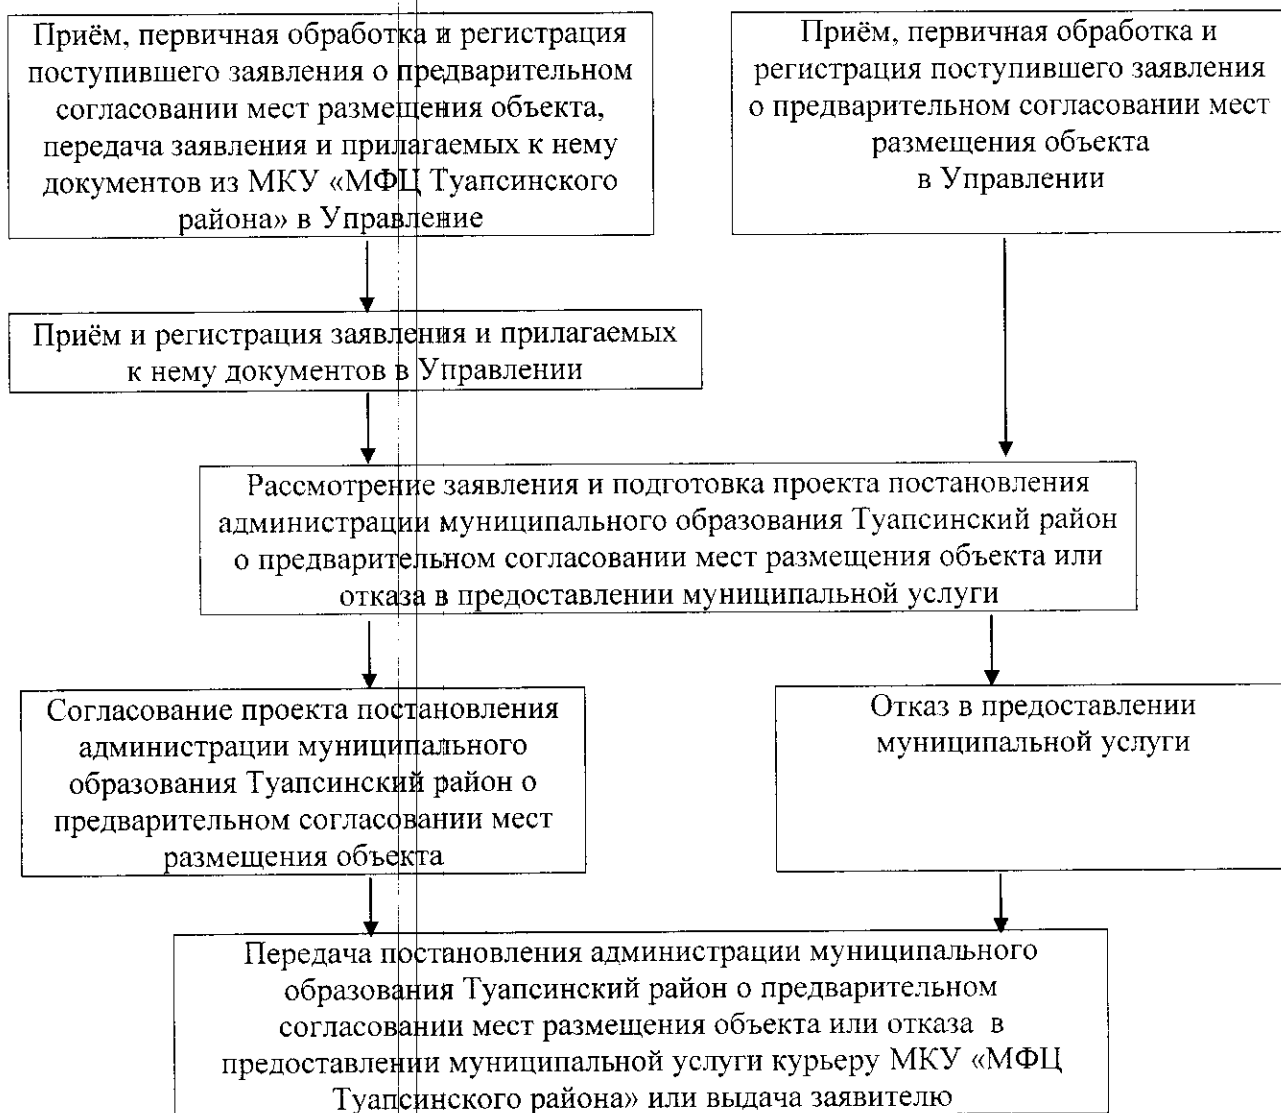 Приём, первичная обработка и регистрация
поступившего заявления о предварительном
согласовании мест размещения объекта,
передача заявления и прилагаемых к нему
документов из МКУ «МФЦ Туапсинского
района» в Управление
Приём, первичная обработка и
регистрация поступившего заявления
о предварительном согласовании мест
размещения объекта
в Управлении
Приём и регистрация заявления и прилагаемых
к нему документов в Управлении
Рассмотрение заявления и подготовка проекта постановления
администрации муниципального образования Туапсинский район
о предварительном согласовании мест размещения объекта или
отказа в предоставлении муниципальной услуги
Согласование проекта постановления
администрации муниципального
образования Туапсинский район о
предварительном согласовании мест
размещения объекта
Отказ в предоставлении
муниципальной услуги
Передача постановления администрации муниципального
образования Туапсинский район о предварительном
согласовании мест размещения объекта или отказа в
предоставлении муниципальной услуги курьеру МКУ «МФЦ
Туапсинского района» или выдача заявителю